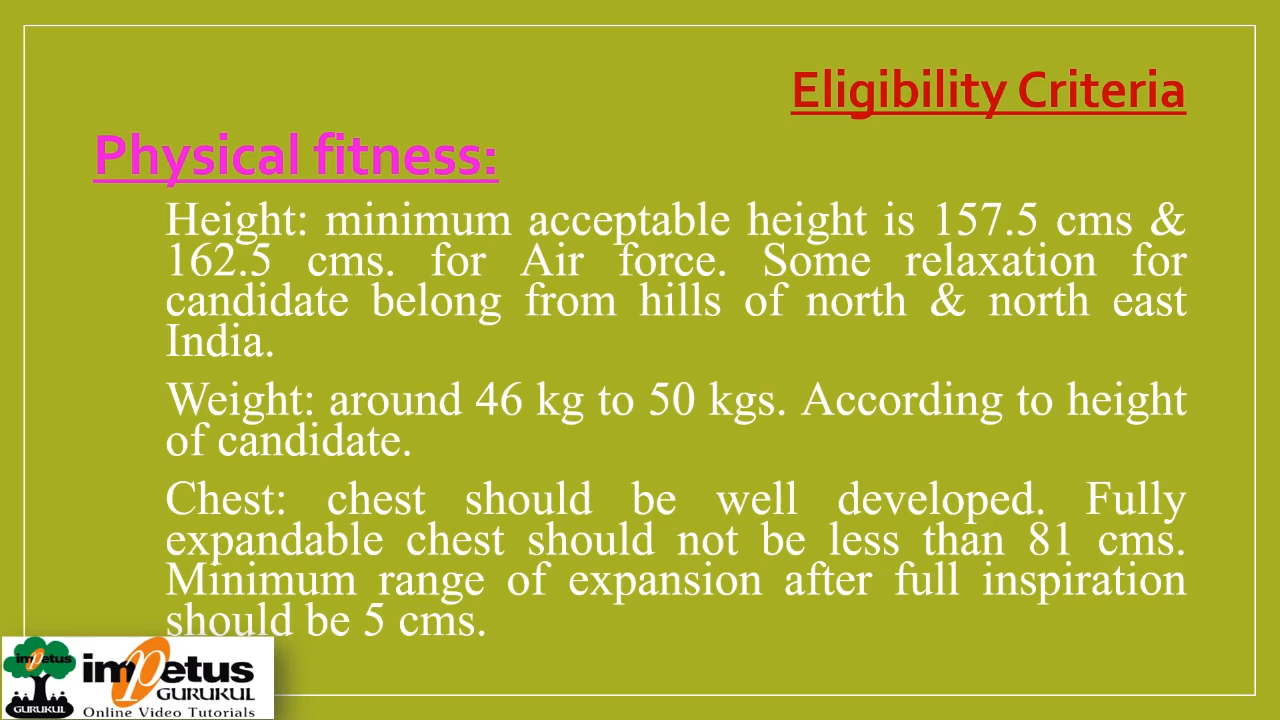 Eligibility Criteria
Physical fitness:
Height: minimum acceptable height is 157.5 cms &
162.5 cms. for Air force. Some relaxation for
candidate belong from hills of north & north east
India.
Weight: around 46 kg to 50 kgs. According to height
of candidate.
Chest: chest should be well developed. Fully
expandable chest should not be less than 81 cms.
Minimum range of expansion after full inspiration
should be 5 cms.
impetus
GURUKUL
impetus
GURUKUL
Online Video Tutorials